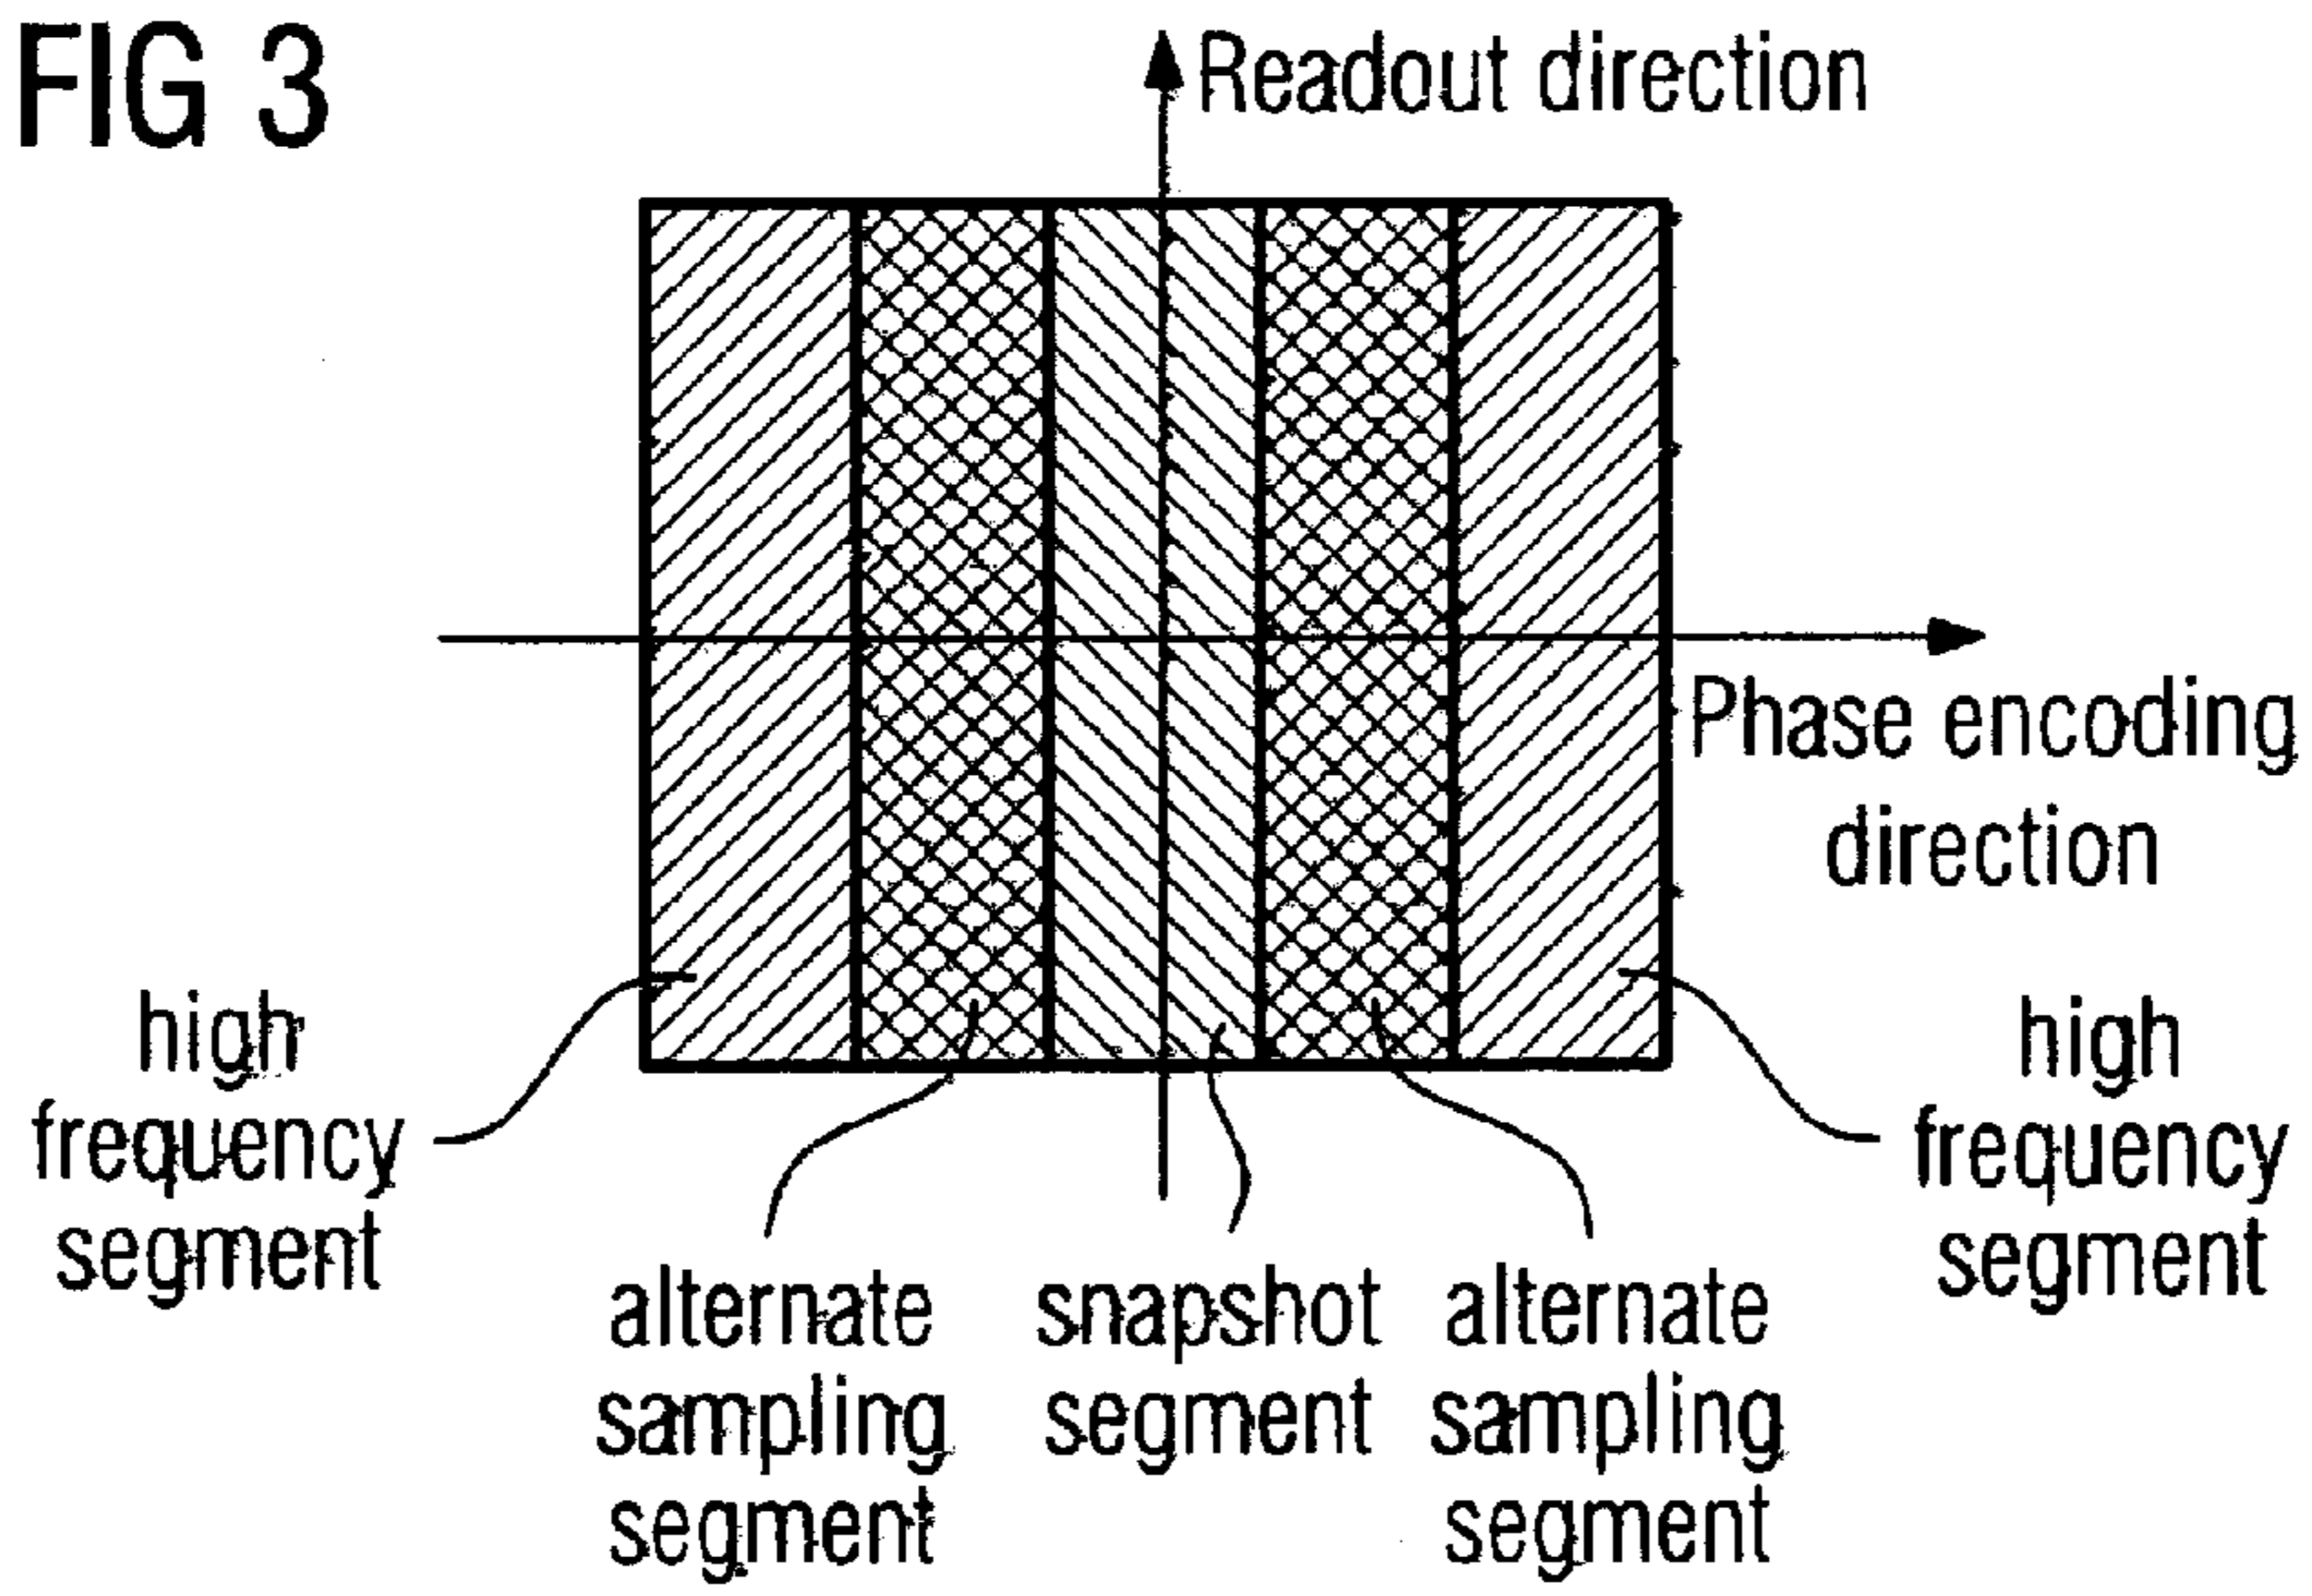 FIG 3
Readout direction
Phase encoding
direction
high
frequency
segment
alternate
sampling
segment
snapshot
segment
alternate
sampling
segment
high
frequency
segment